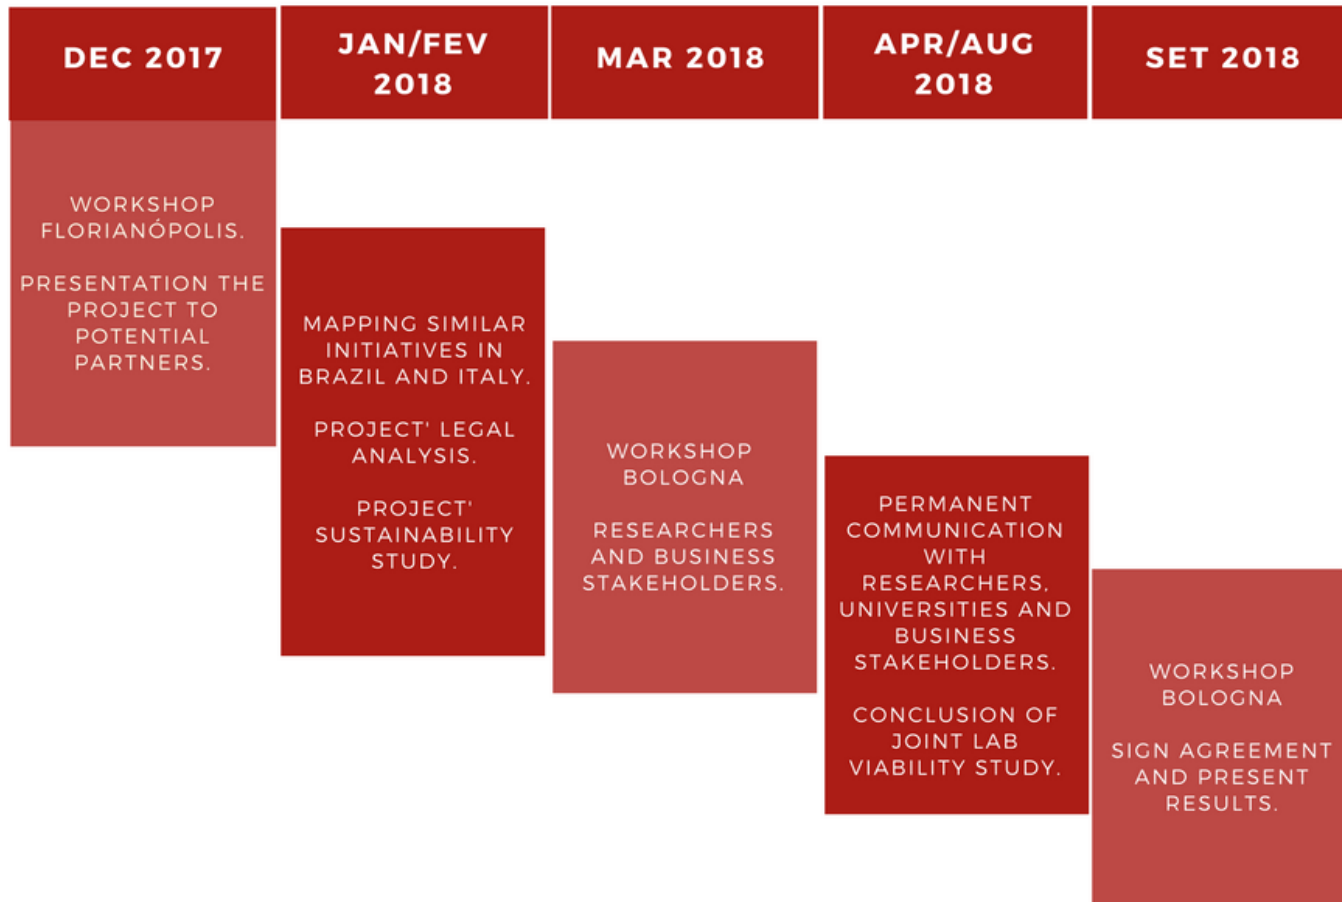 DEC 2017
JAN/FEV
2018
MAR 2018
APR/AUG
2018
SET 2018
WORKSHOP
FLORIANÓPOLIS.
PRESENTATION THE
PROJECT TO
POTENTIAL
PARTNERS.
MAPPING SIMILAR
INITIATIVES IN
BRAZIL AND ITALY.
PROJECT' LEGAL
ANALYSIS.
PROJECT'
SUSTAINABILITY
STUDY.
WORKSHOP
BOLOGNA
RESEARCHERS
AND BUSINESS
STAKEHOLDERS.
PERMANENT
COMMUNICATION
WITH
RESEARCHERS,
UNIVERSITIES AND
BUSINESS
STAKEHOLDERS.
CONCLUSION OF
JOINT LAB
VIABILITY STUDY.
WORKSHOP
BOLOGNA
SIGN AGREEMENT
AND PRESENT
RESULTS.